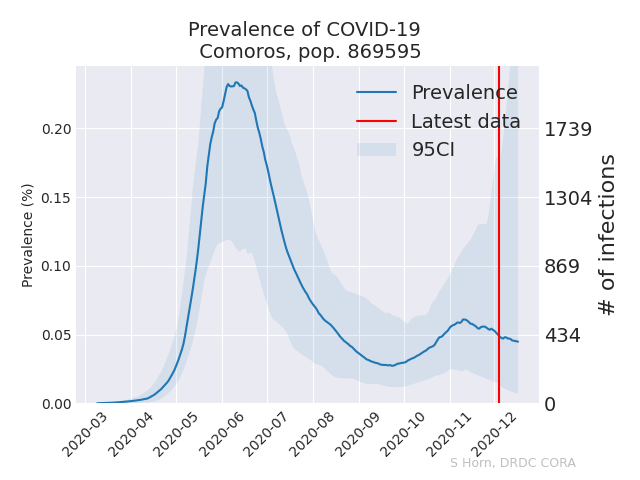 Prevalence of COVID-19
Comoros, pop. 869595
Prevalence
Latest data
95CI
Prevalence (%)
0.20
0.15
0.10
0.05
0.00
1739
1304
869
434
0
# of infections
2020-03
2020-04
2020-05
2020-06
2020-07
2020-08
2020-09
2020-10
2020-11
2020-12
S Horn, DRDC CORA